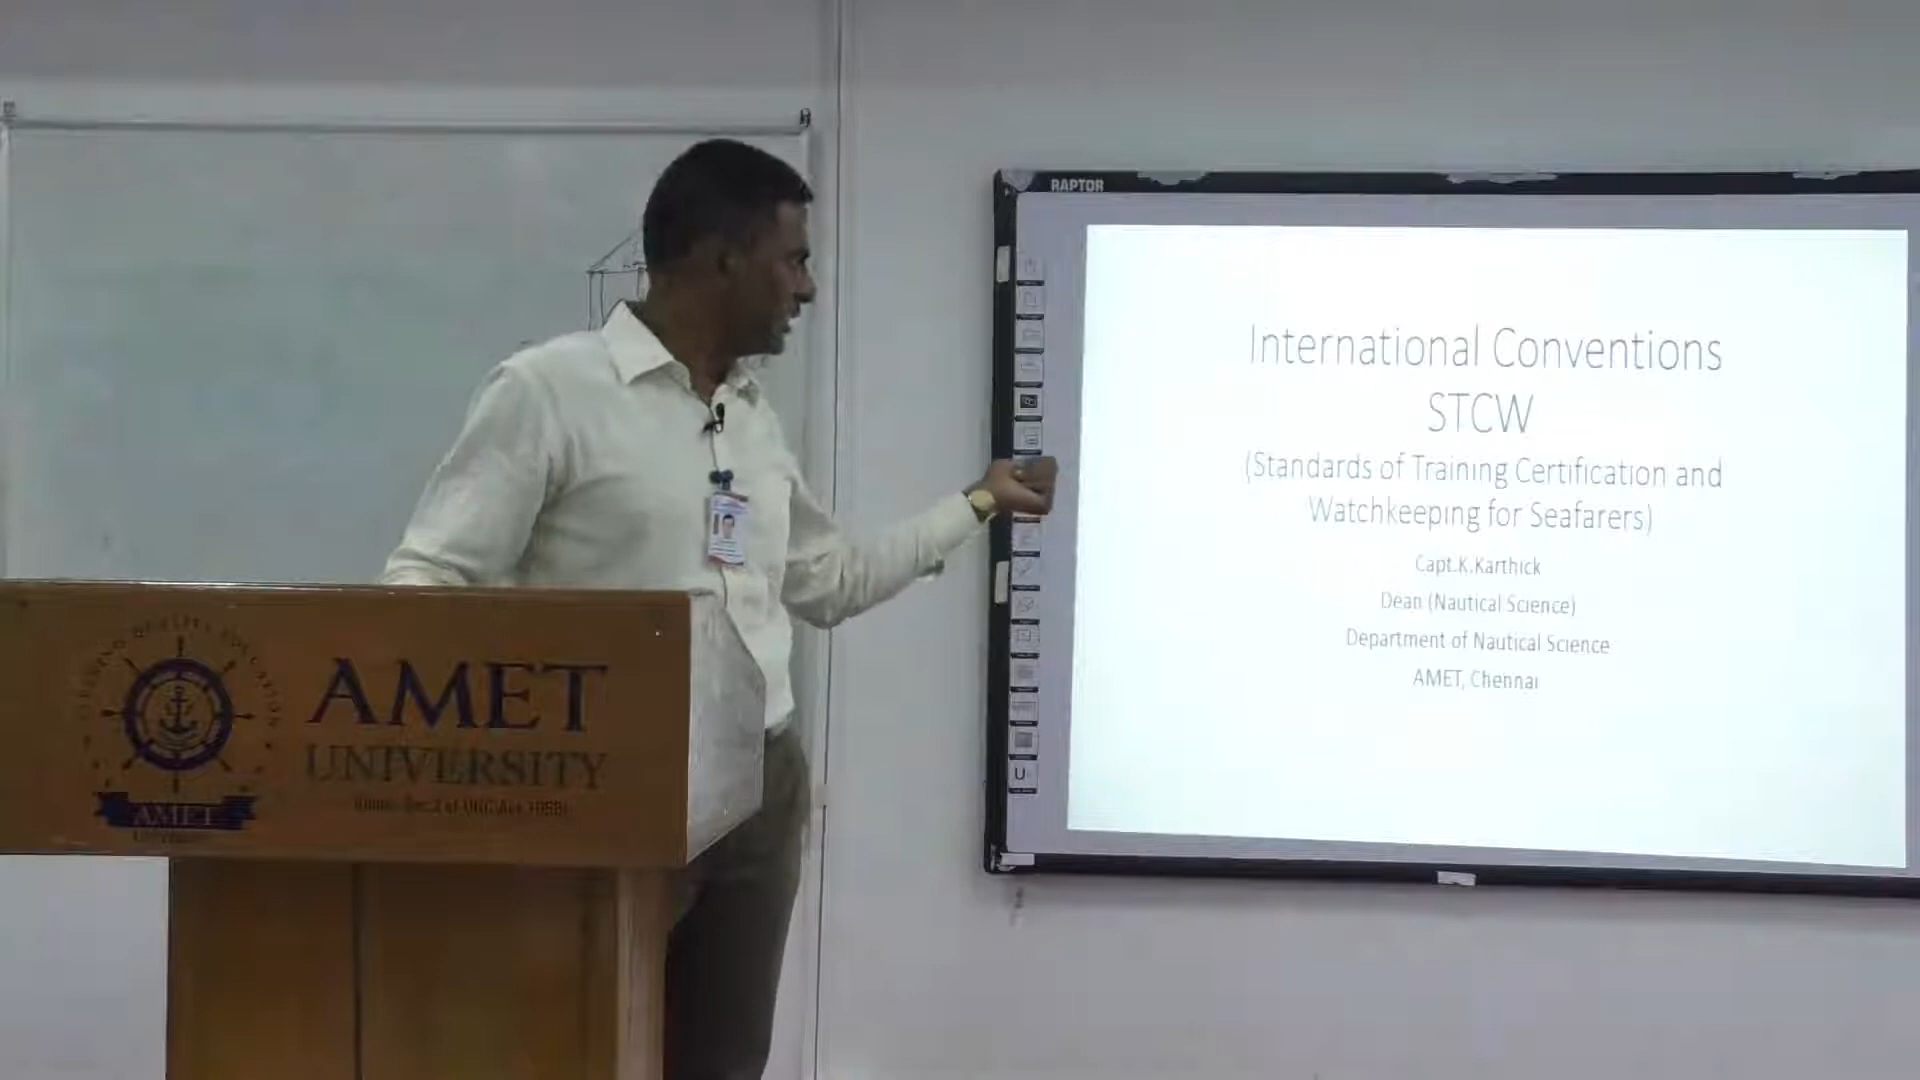 RAPTOR
International Conventions
STCW
(Standards of Training Certification and
Watchkeeping for Seafarers)
Capt.K.Karthick
Dean (Nautical Science)
Department of Nautical Science
AMET, Chennai
U
AMET
UNIVERSITY
AMET